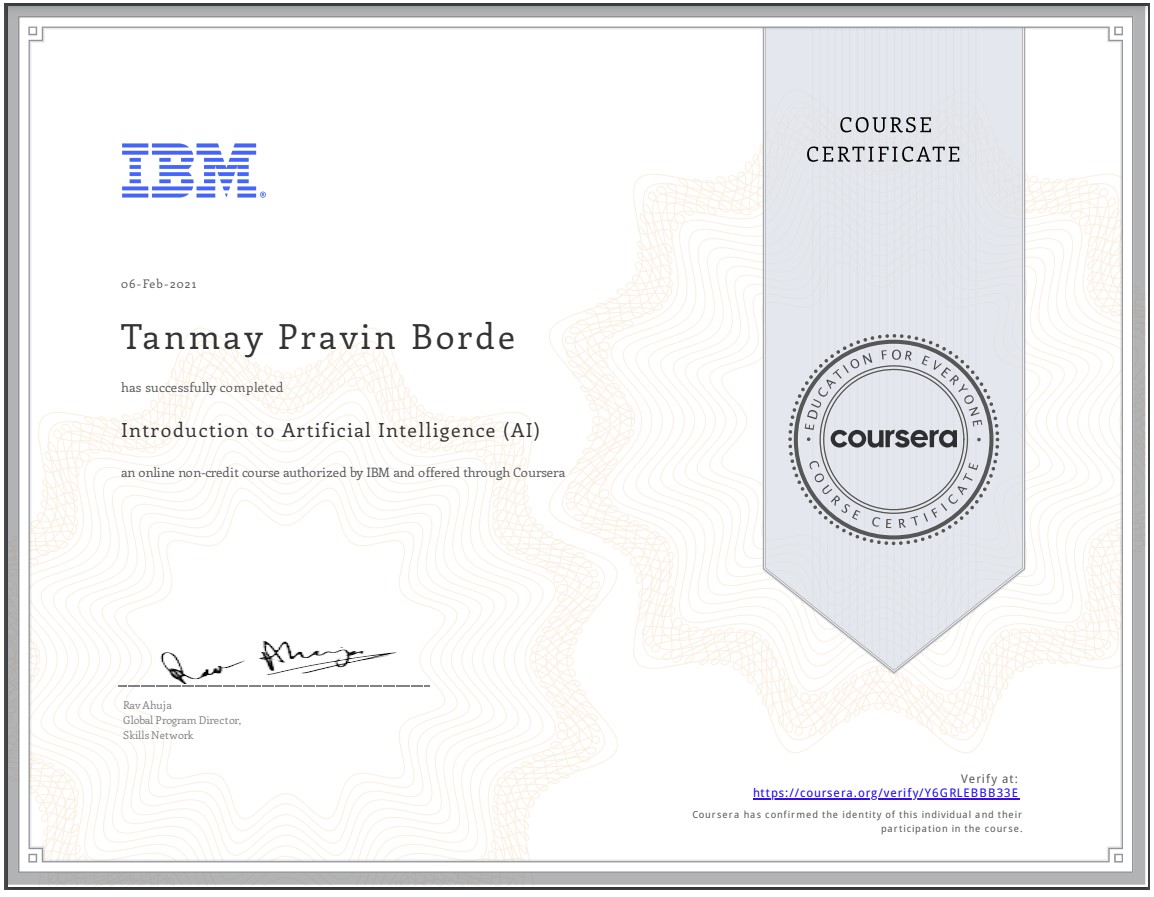 COURSE
CERTIFICATE
IBM®
06-Feb-2021
Tanmay Pravin Borde
has successfully completed
Introduction to Artificial Intelligence (AI)
an online non-credit course authorized by IBM and offered through Coursera
EDUCATION FOR EVERYONE
coursera
COURSE CERTIFICATE
Rav Ahuja
Rav Ahuja
Global Program Director,
Skills Network
Verify at:
https://coursera.org/verify/Y6GRLEBBB33E
Coursera has confirmed the identity of this individual and their
participation in the course.